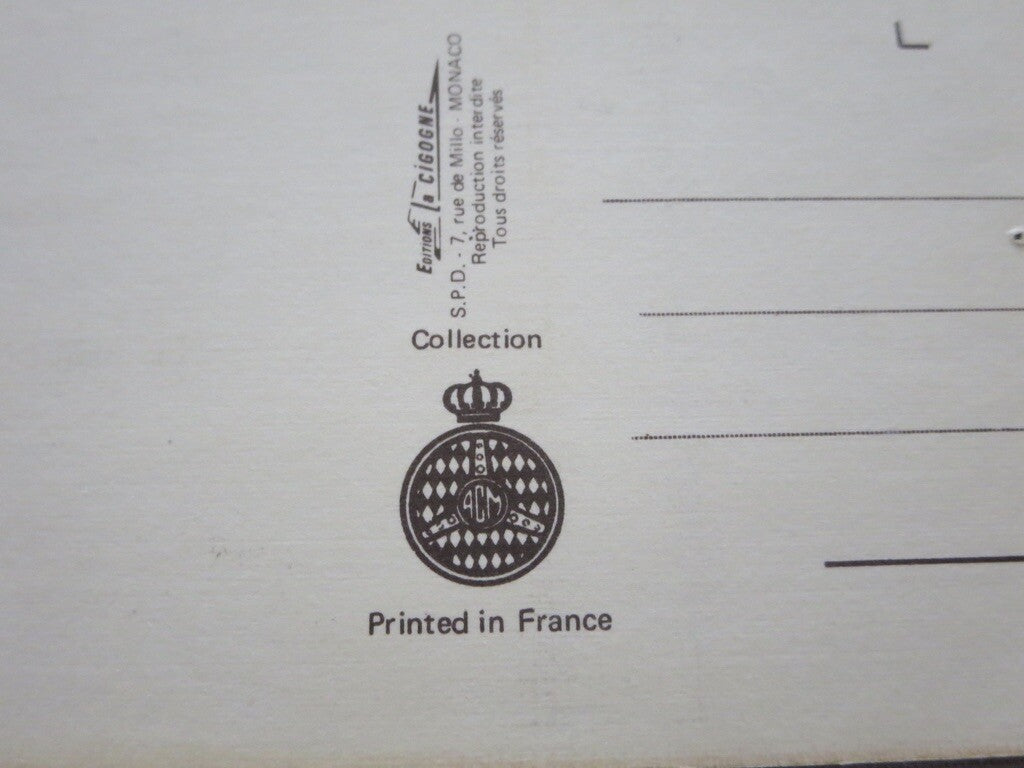 EDITIONS la CIGOGNE
S.P.D. - 7, rue de Millo - MONACO
Reproduction interdite
Tous droits réservés
Collection
ACM
Printed in France